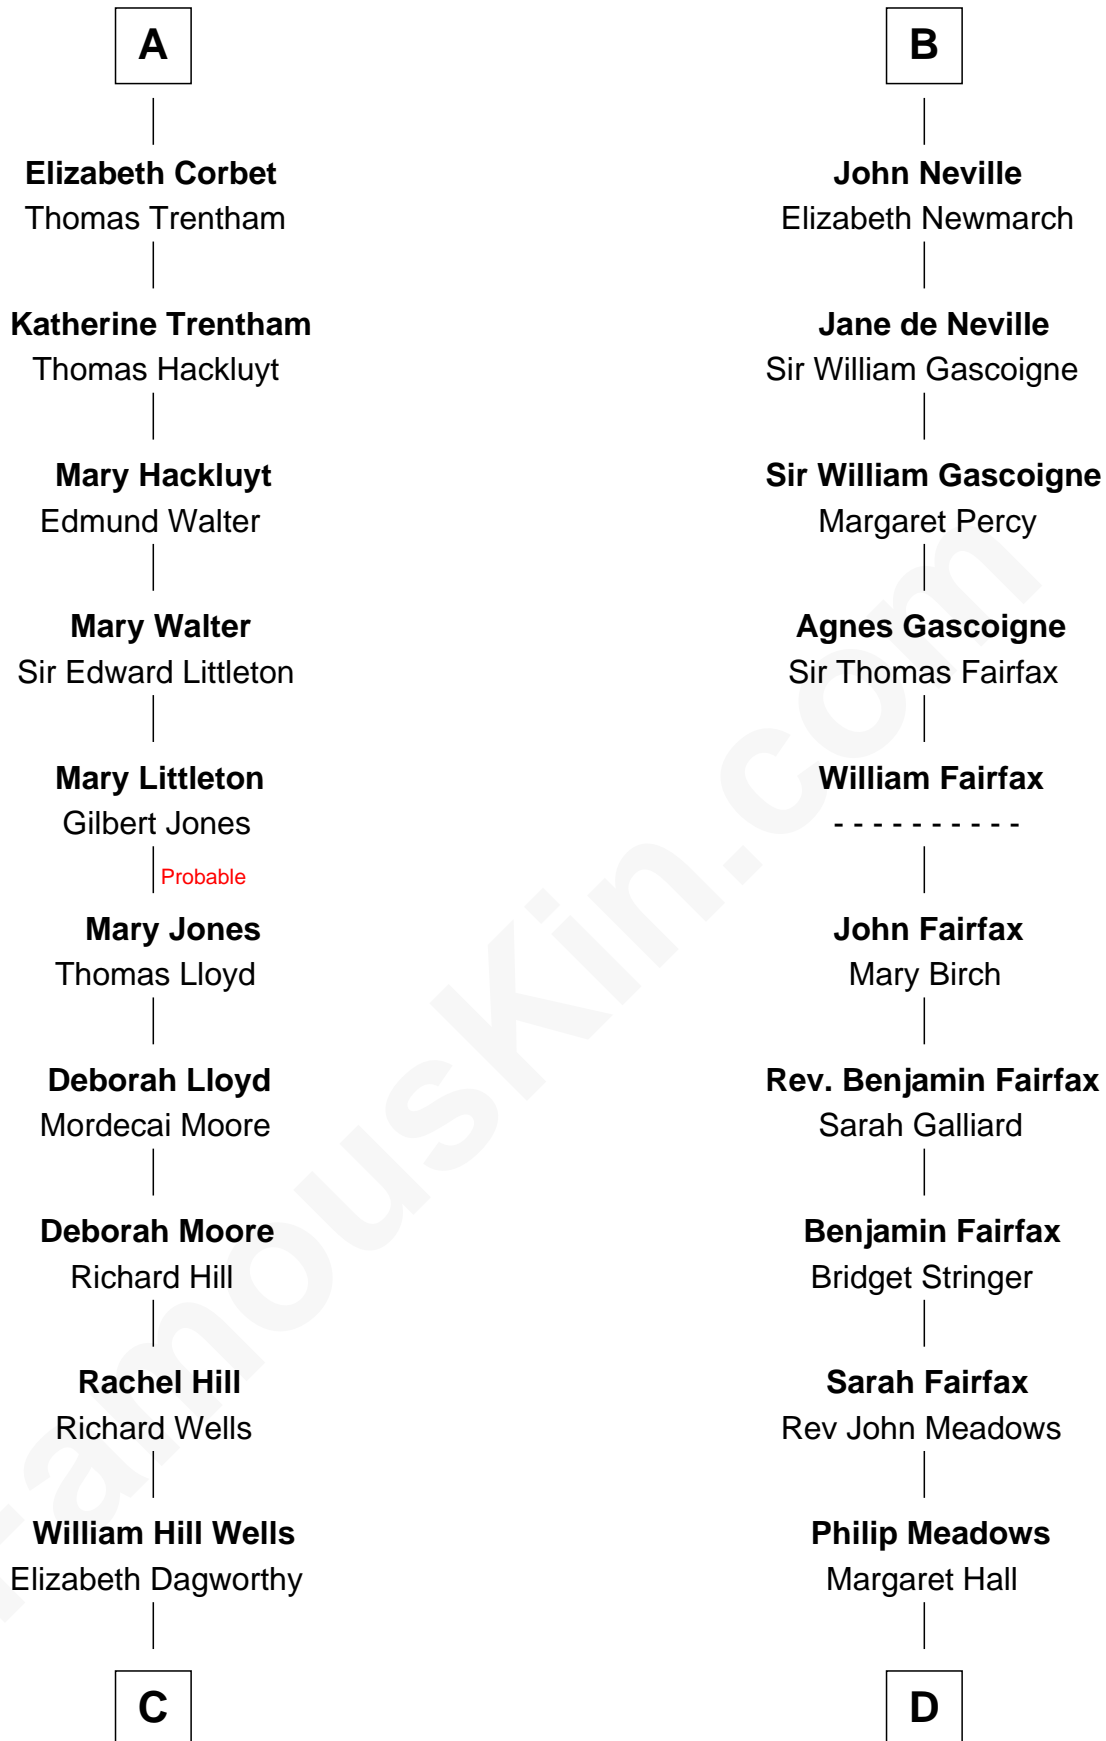 A
Elizabeth Corbet
Thomas Trentham
Katherine Trentham
Thomas Hackluyt
Mary Hackluyt
Edmund Walter
Mary Walter
Sir Edward Littleton
Mary Littleton
Gilbert Jones
Probable
Mary Jones
Thomas Lloyd
Deborah Lloyd
Mordecai Moore
Deborah Moore
Richard Hill
Rachel Hill
Richard Wells
William Hill Wells
Elizabeth Dagworthy
C
B
John Neville
Elizabeth Newmarch
Jane de Neville
Sir William Gascoigne
Sir William Gascoigne
Margaret Percy
Agnes Gascoigne
Sir Thomas Fairfax
William Fairfax
- - - - - - - - - -
John Fairfax
Mary Birch
Rev. Benjamin Fairfax
Sarah Galliard
Benjamin Fairfax
Bridget Stringer
Sarah Fairfax
Rev John Meadows
Philip Meadows
Margaret Hall
D
FamousKin.com